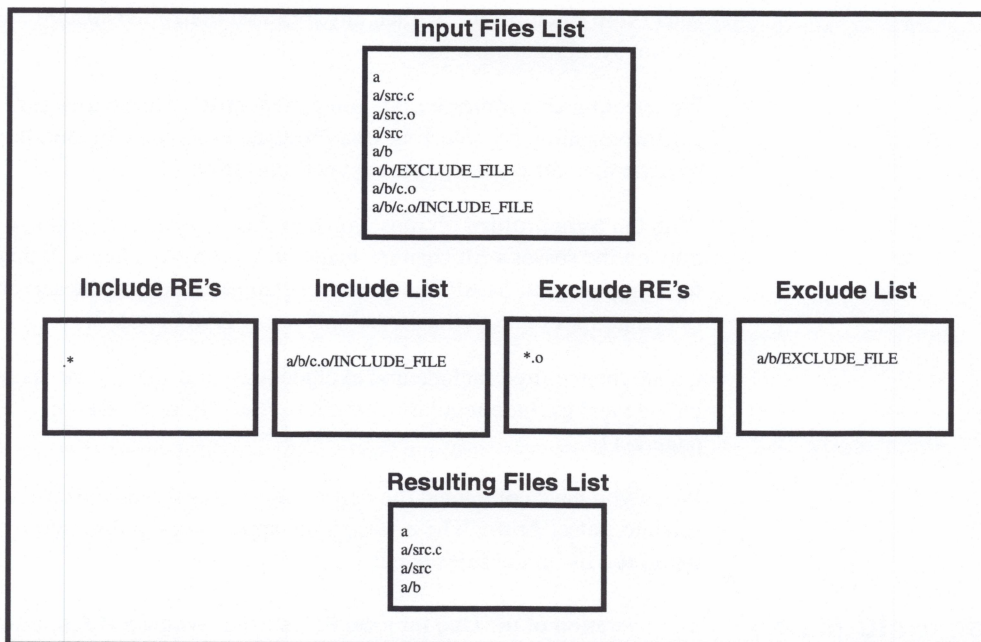 Input Files List
a
a/src.c
a/src.o
a/src
a/b
a/b/EXCLUDE_FILE
a/b/c.o
a/b/c.o/INCLUDE_FILE
Include RE's
Include List
Exclude RE's
Exclude List
.*
a/b/c.o/INCLUDE_FILE
*.o
a/b/EXCLUDE_FILE
Resulting Files List
a
a/src.c
a/src
a/b